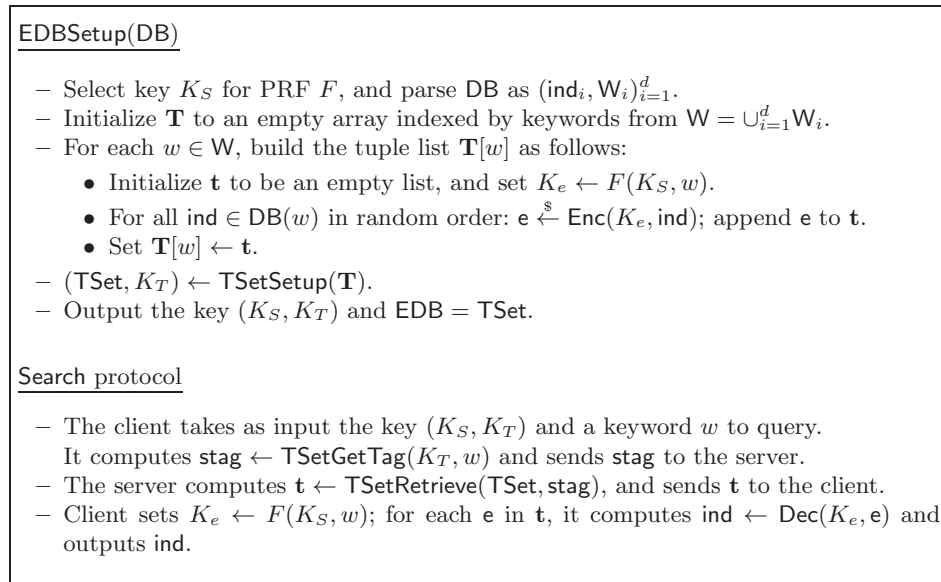 EDBSetup(DB)
– Select key K_S for PRF F, and parse DB as (ind_i, W_i)_{i=1}^d.
– Initialize T to an empty array indexed by keywords from W = ∪_{i=1}^d W_i.
– For each w ∈ W, build the tuple list T[w] as follows:
• Initialize t to be an empty list, and set K_e ← F(K_S, w).
• For all ind ∈ DB(w) in random order: e ←$ Enc(K_e, ind); append e to t.
• Set T[w] ← t.
– (TSet, K_T) ← TSetSetup(T).
– Output the key (K_S, K_T) and EDB = TSet.
Search protocol
– The client takes as input the key (K_S, K_T) and a keyword w to query.
It computes stag ← TSetGetTag(K_T, w) and sends stag to the server.
– The server computes t ← TSetRetrieve(TSet, stag), and sends t to the client.
– Client sets K_e ← F(K_S, w); for each e in t, it computes ind ← Dec(K_e, e) and
outputs ind.